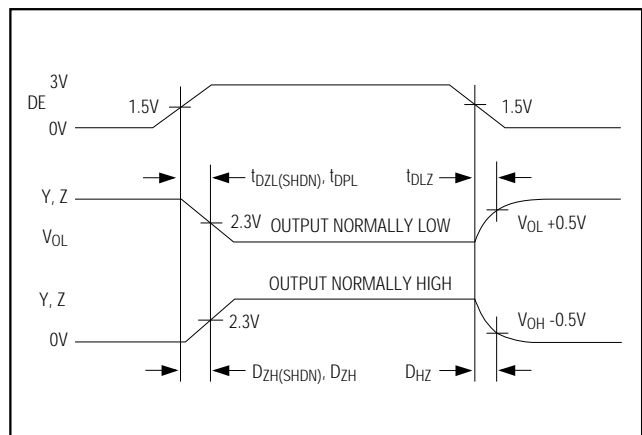 3V
DE
1.5V
1.5V
0V
tDZL(SHDN), tDPL
tDLZ
Y, Z
2.3V
OUTPUT NORMALLY LOW
VOL +0.5V
VOL
OUTPUT NORMALLY HIGH
Y, Z
2.3V
VOH -0.5V
0V
DZH(SHDN), DZH
DHZ